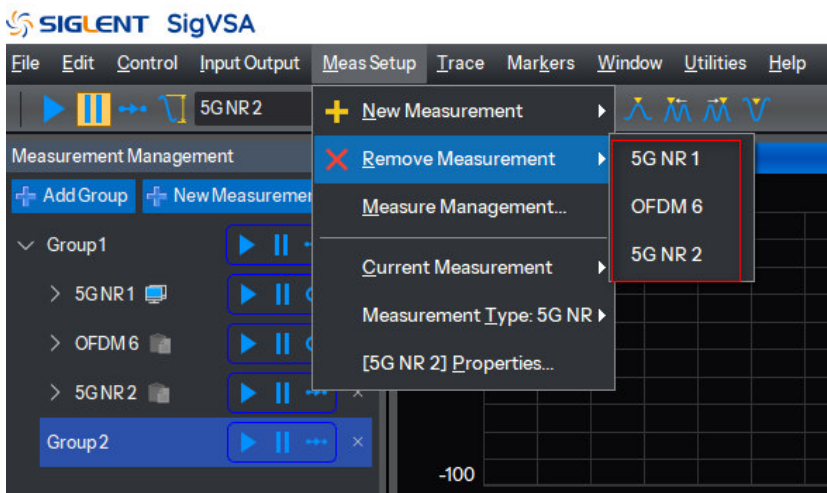 SIGLENT SigVSA
File Edit Control Input Output Meas Setup Trace Markers Window Utilities Help
5G NR 2
New Measurement
Remove Measurement
Measure Management...
Current Measurement
Measurement Type: 5G NR
[5G NR 2] Properties...
5G NR 1
OFDM 6
5G NR 2
Measurement Management
Add Group New Measuremen
Group1
5G NR 1
OFDM 6
5G NR 2
Group 2
-100